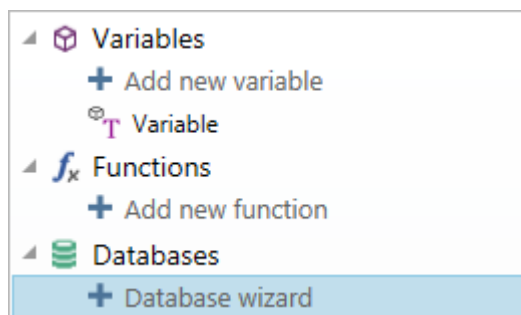 Variables
Add new variable
Variable
Functions
Add new function
Databases
Database wizard